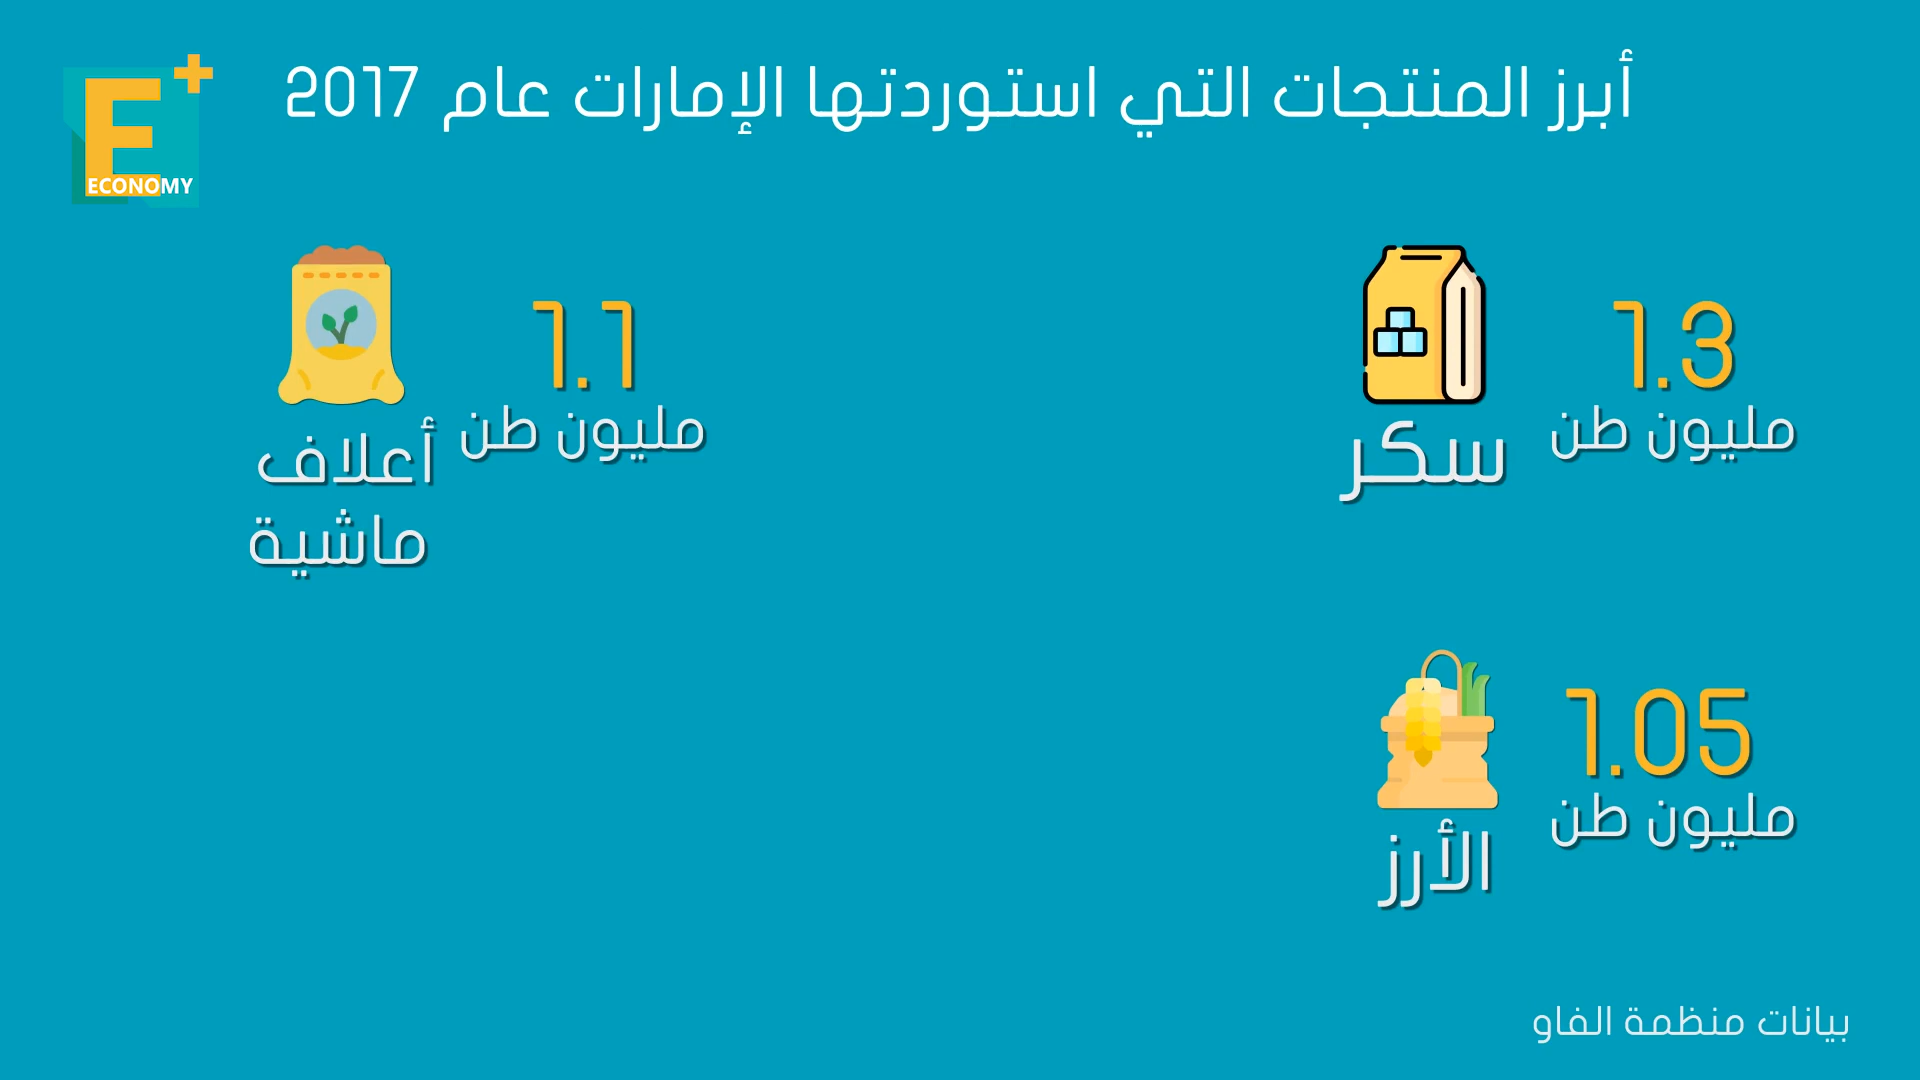 أبرز المنتجات التي استوردتها الإمارات عام 2017
E+
ECONOMY
1.3
مليون طن
سكر
1.1
مليون طن
أعلاف
ماشية
1.05
مليون طن
الأرز
بيانات منظمة الفاو